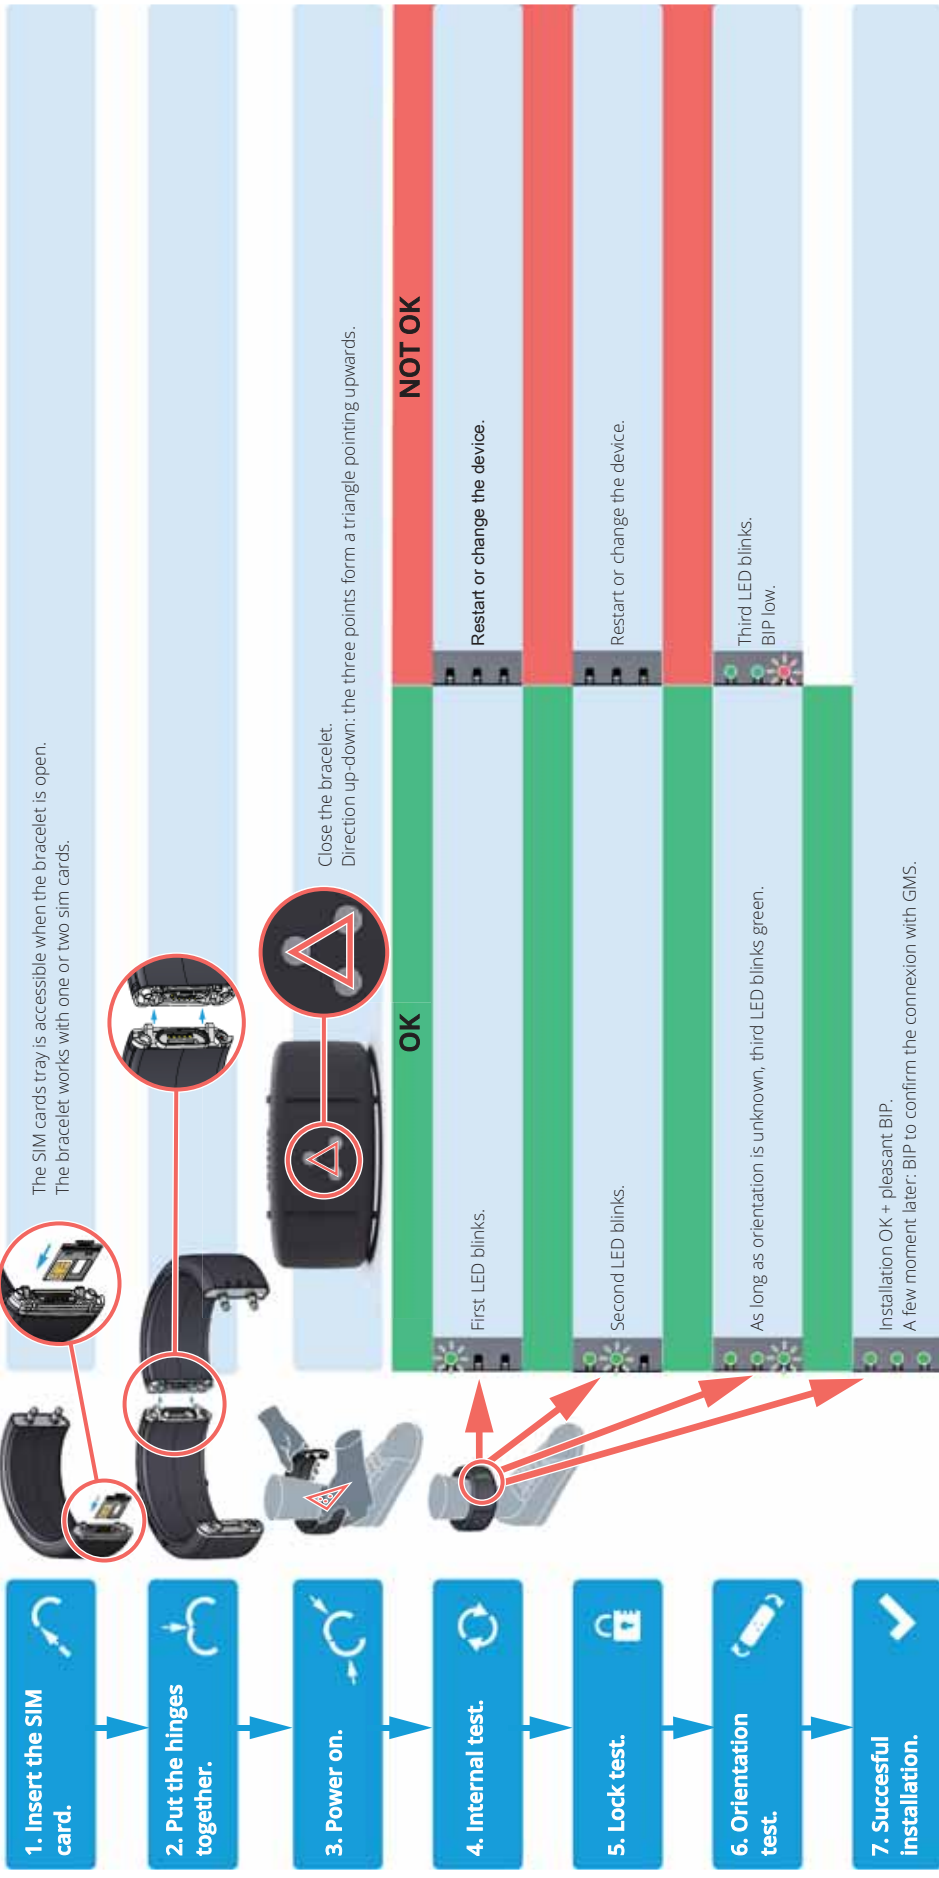 1. Insert the SIM
card.
The SIM cards tray is accessible when the bracelet is open.
The bracelet works with one or two sim cards.
2. Put the hinges
together.
3. Power on.
Close the bracelet.
Direction up-down: the three points form a triangle pointing upwards.
OK
NOT OK
4. Internal test.
First LED blinks.
Restart or change the device.
5. Lock test.
Second LED blinks.
Restart or change the device.
6. Orientation
test.
As long as orientation is unknown, third LED blinks green.
Third LED blinks.
BIP low.
7. Succesful
installation.
Installation OK + pleasant BIP.
A few moment later: BIP to confirm the connexion with GMS.